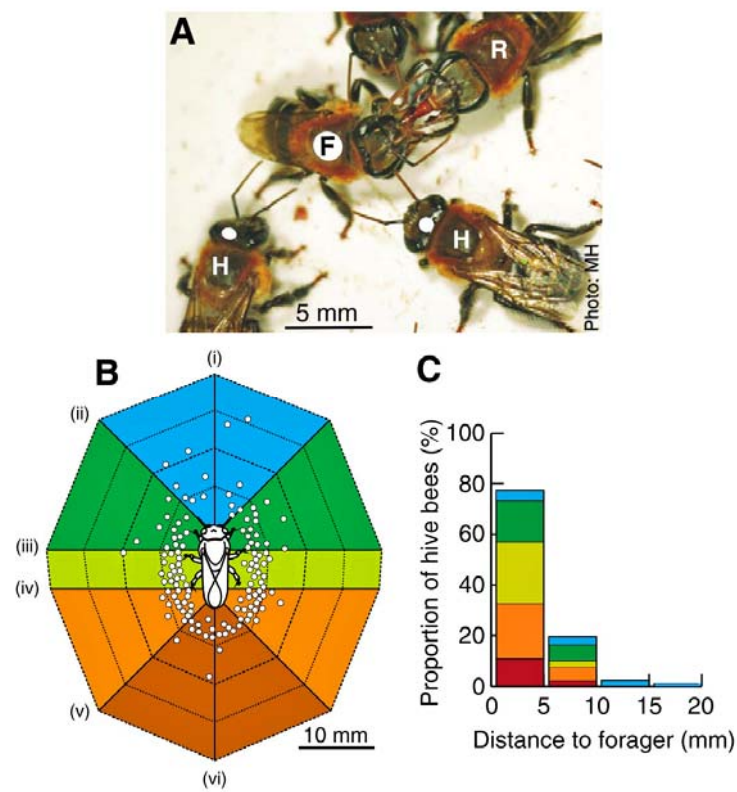 A
R
F
H
H
5 mm
Photo: MH
B
(i)
(ii)
(iii)
(iv)
(v)
(vi)
10 mm
C
Proportion of hive bees (%)
100
80
60
40
20
0
0 5 10 15 20
Distance to forager (mm)